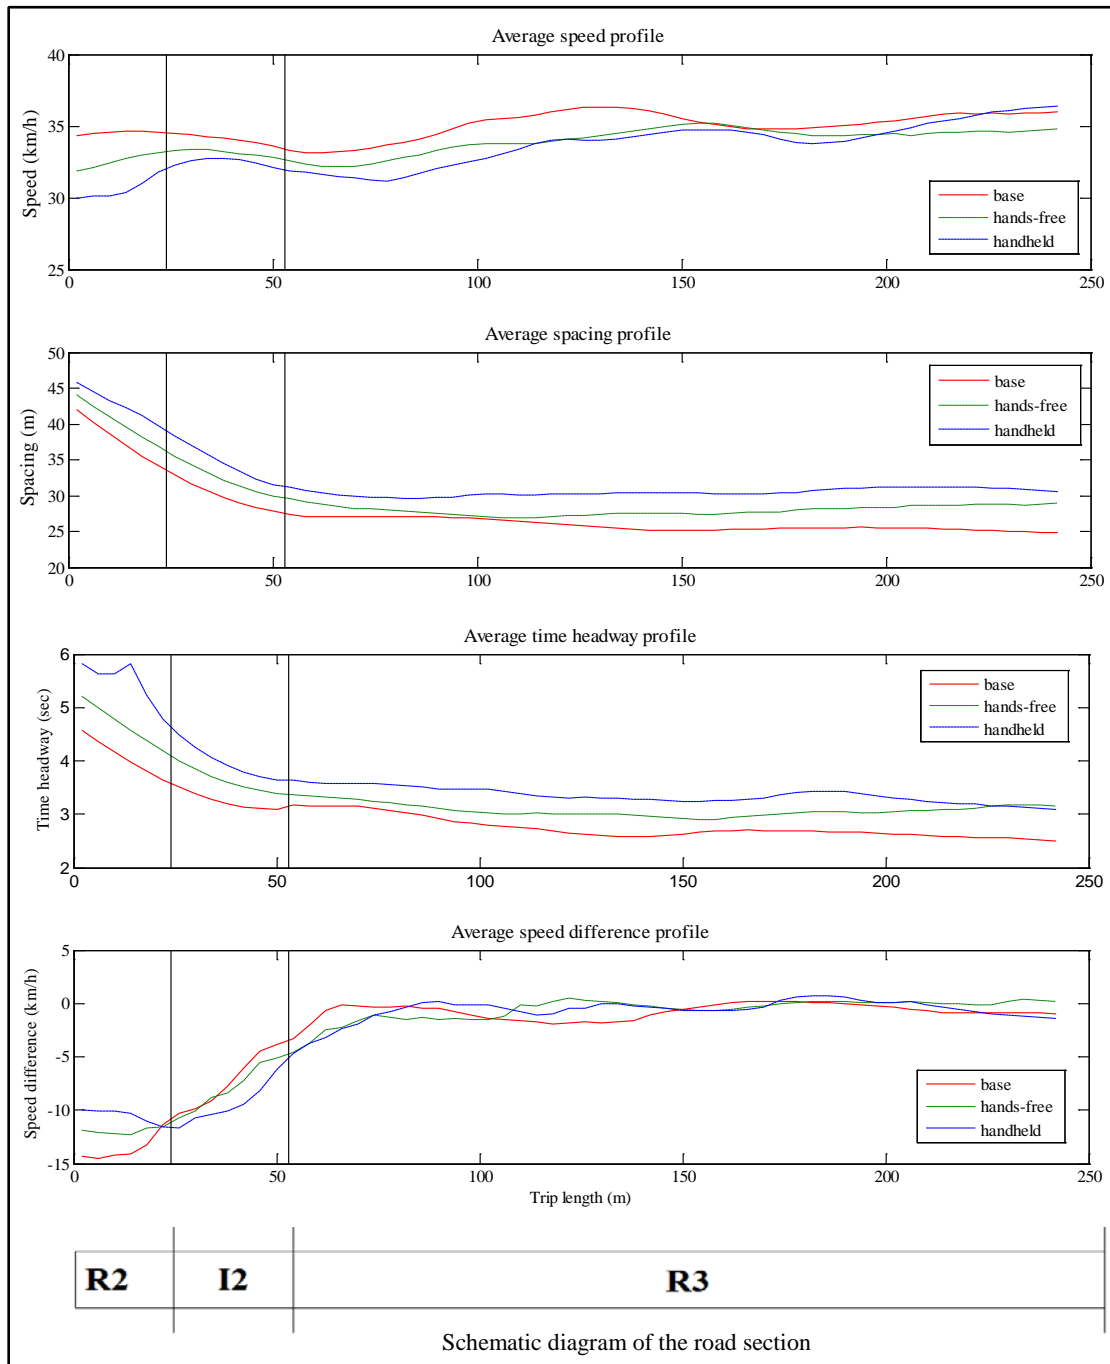 Average speed profile
40
35
30
25
Speed (km/h)
base
hands-free
handheld
0 50 100 150 200 250
Average spacing profile
50
45
40
35
30
25
20
Spacing (m)
base
hands-free
handheld
0 50 100 150 200 250
Average time headway profile
6
5
4
3
2
Time headway (sec)
base
hands-free
handheld
0 50 100 150 200 250
Average speed difference profile
5
0
-5
-10
-15
Speed difference (km/h)
base
hands-free
handheld
0 50 100 150 200 250
Trip length (m)
R2 I2 R3
Schematic diagram of the road section